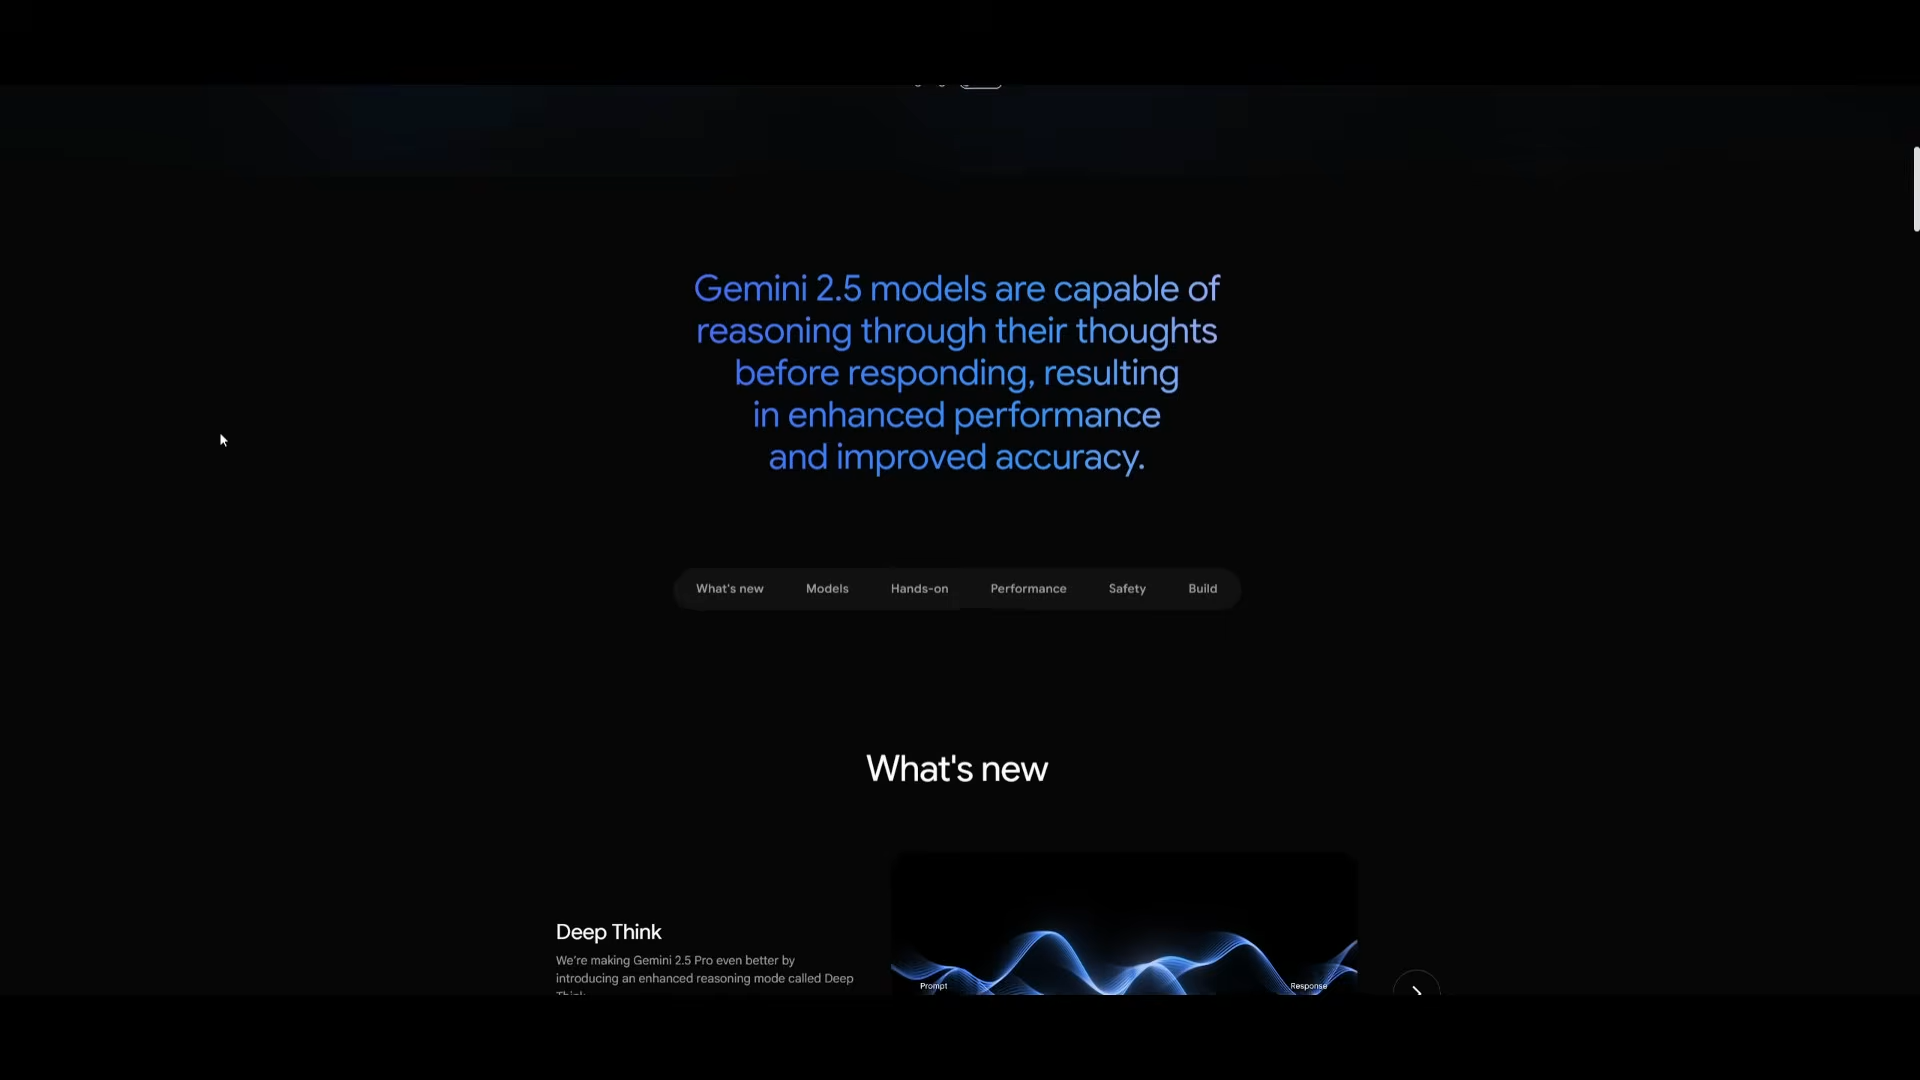 Gemini 2.5 models are capable of
reasoning through their thoughts
before responding, resulting
in enhanced performance
and improved accuracy.
What's new
Models
Hands-on
Performance
Safety
Build
What's new
Deep Think
We're making Gemini 2.5 Pro even better by
introducing an enhanced reasoning mode called Deep
Prompt
Response